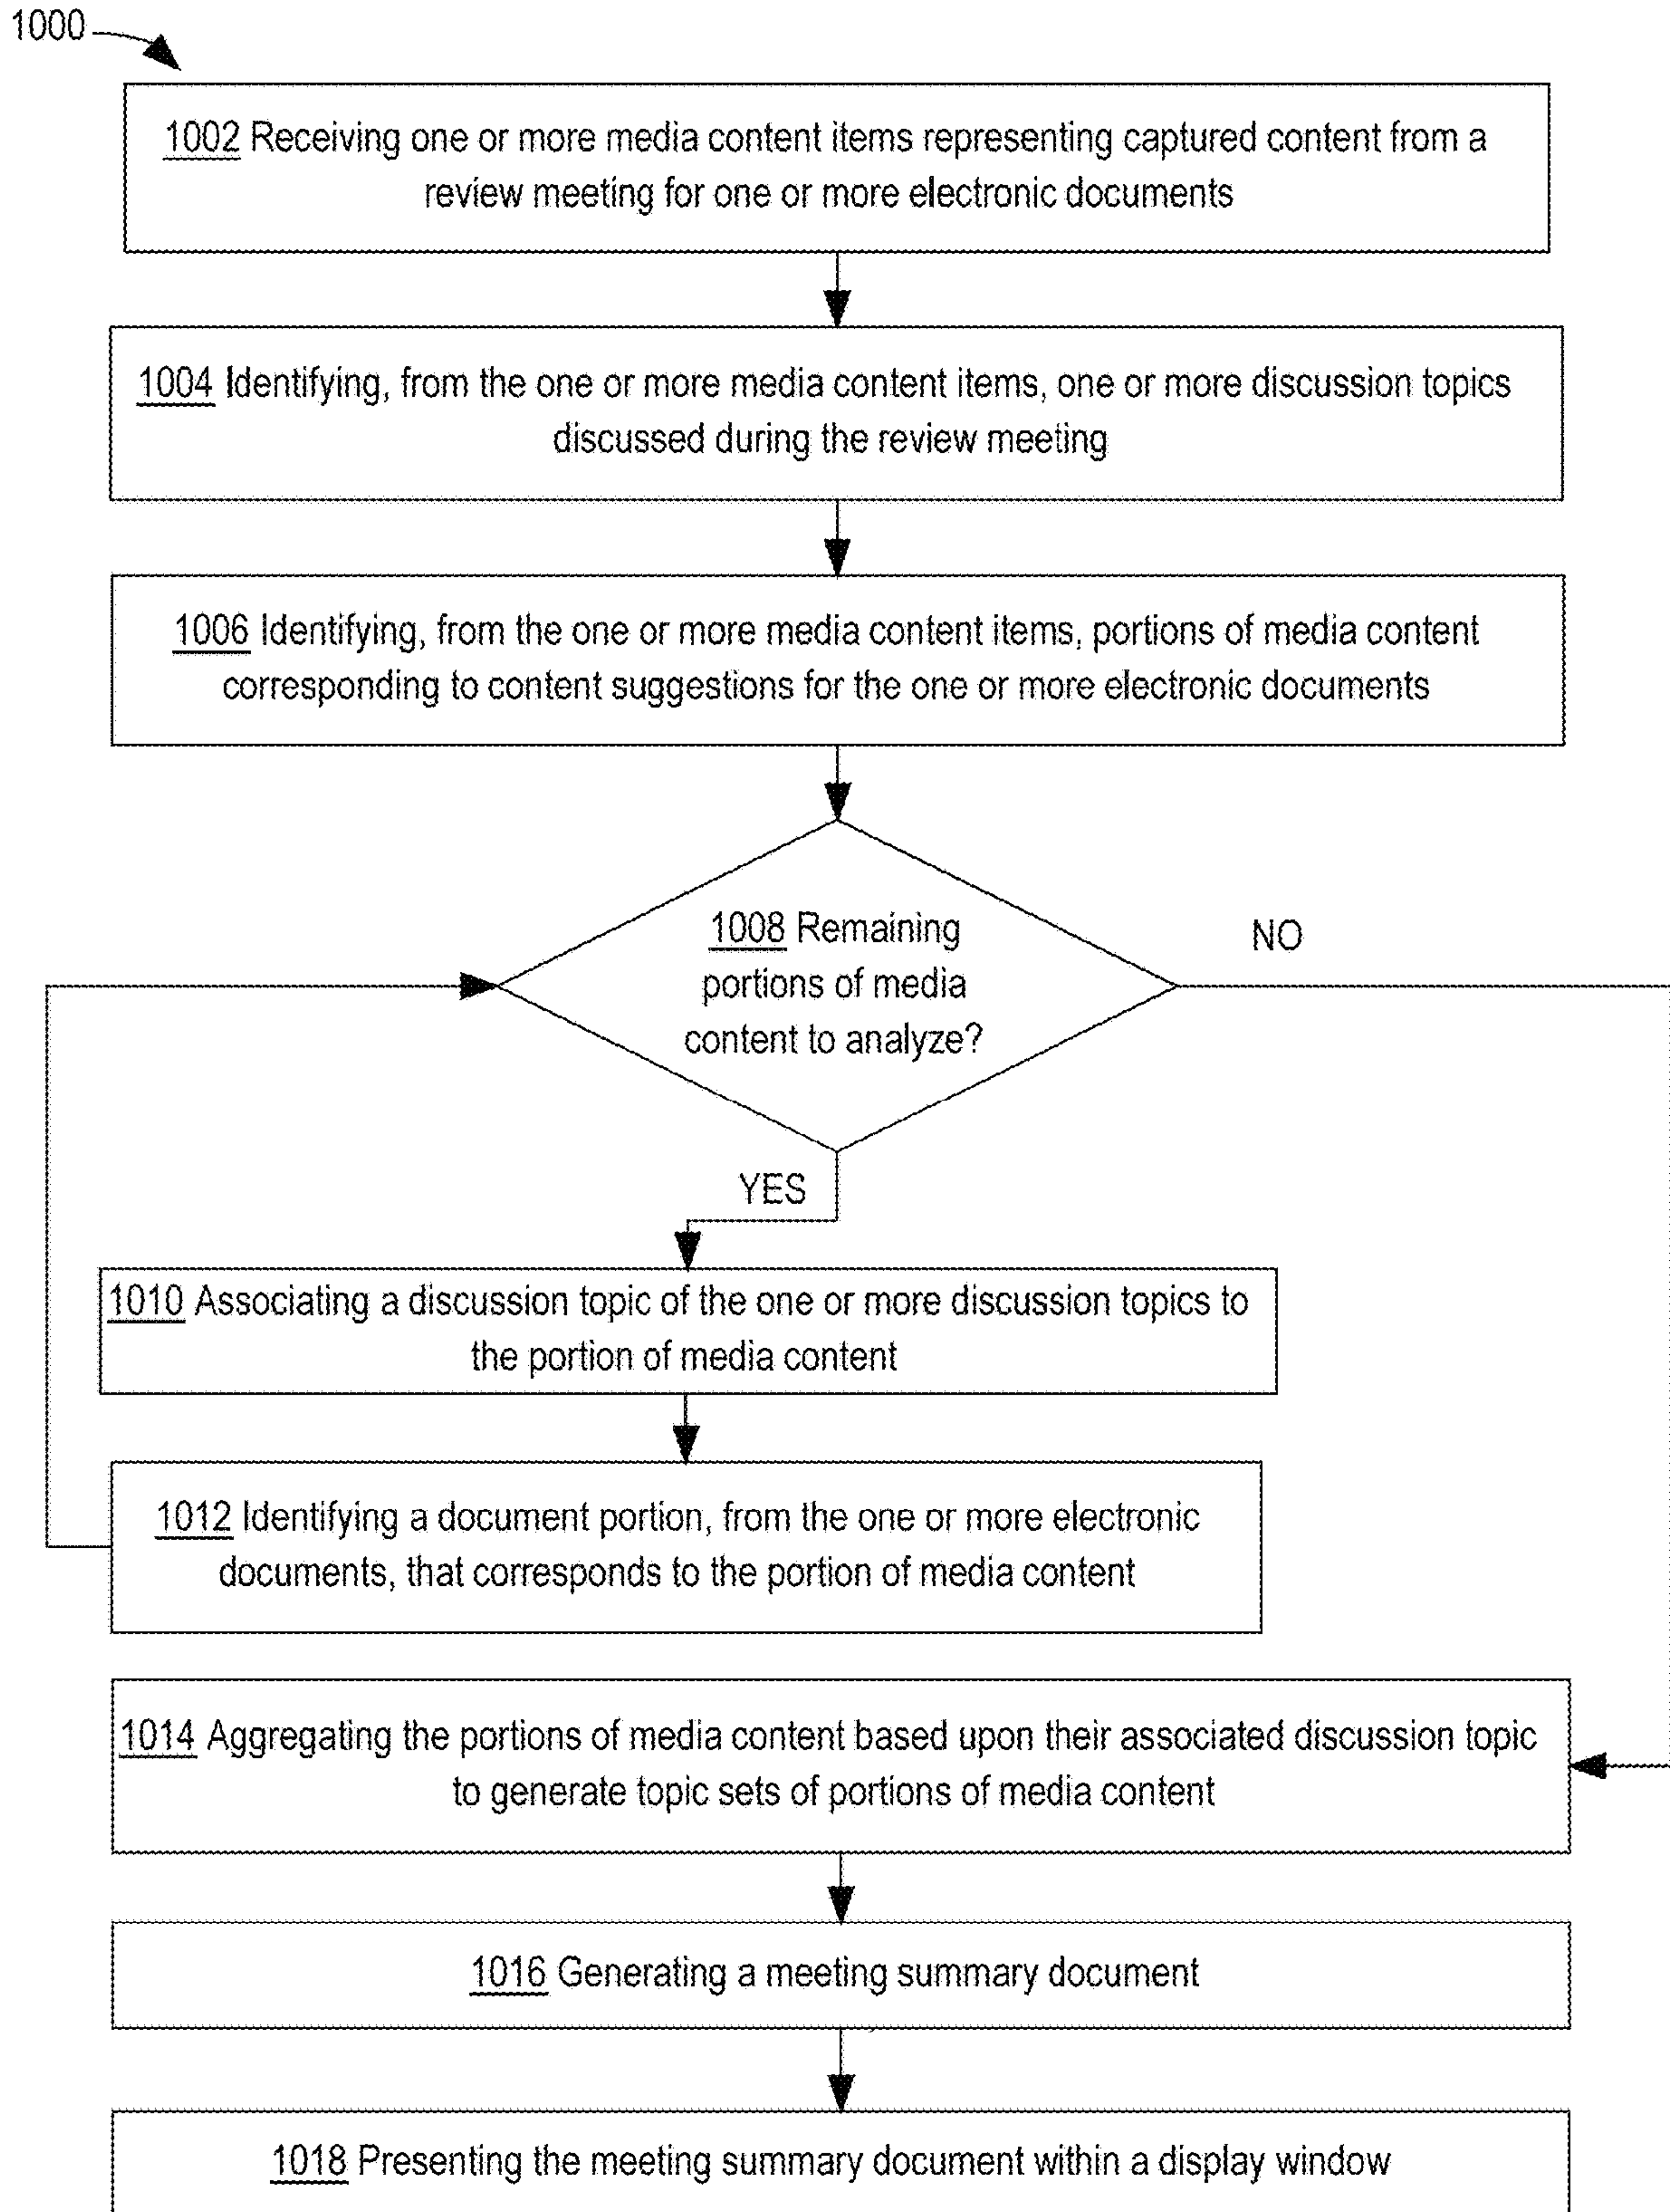 1000
1002 Receiving one or more media content items representing captured content from a
review meeting for one or more electronic documents
1004 Identifying, from the one or more media content items, one or more discussion topics
discussed during the review meeting
1006 Identifying, from the one or more media content items, portions of media content
corresponding to content suggestions for the one or more electronic documents
1008 Remaining
portions of media
content to analyze?
NO
YES
1010 Associating a discussion topic of the one or more discussion topics to
the portion of media content
1012 Identifying a document portion, from the one or more electronic
documents, that corresponds to the portion of media content
1014 Aggregating the portions of media content based upon their associated discussion topic
to generate topic sets of portions of media content
1016 Generating a meeting summary document
1018 Presenting the meeting summary document within a display window